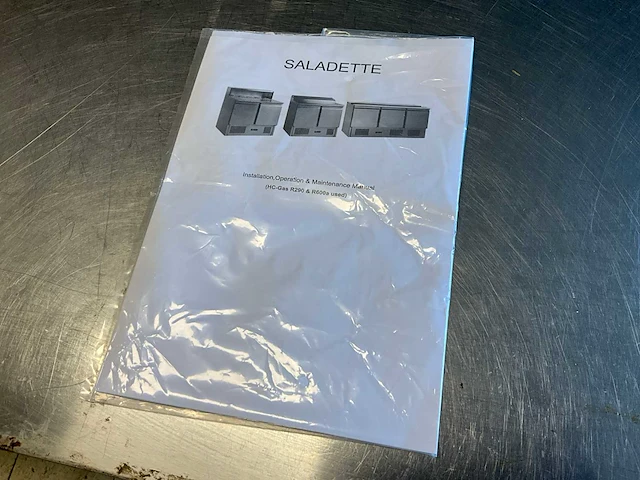 SALADETTE
Installation,Operation & Maintenance Manual
(HC-Gas R290 & R600a used)